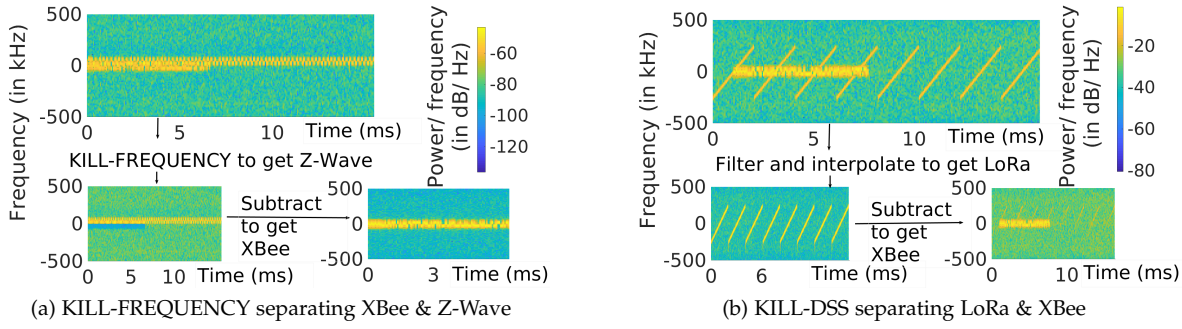 Frequency (in kHz)
500
0
-500
0
5
10
Time (ms)
KILL-FREQUENCY to get Z-Wave
Power/ frequency
(in dB/ Hz)
-60
-80
-100
-120
500
0
-500
0
5
10
Time (ms)
Subtract
to get
XBee
500
0
-500
0
3
Time (ms)
(a) KILL-FREQUENCY separating XBee & Z-Wave
Frequency (in kHz)
500
0
-500
0
5
10
Time (ms)
Filter and interpolate to get LoRa
Power/ frequency
(in dB/ Hz)
-20
-40
-60
-80
500
0
-500
0
6
Time (ms)
Subtract
to get
XBee
500
0
-500
0
10
Time (ms)
(b) KILL-DSS separating LoRa & XBee